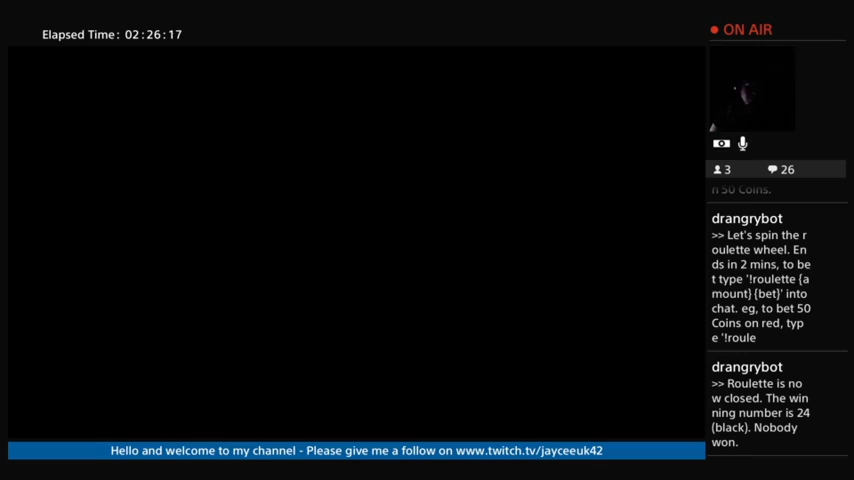 Elapsed Time: 02:26:17
ON AIR
3 26
n 50 Coins.
drangrybot
>> Let's spin the r
oulette wheel. En
ds in 2 mins, to be
t type '!roulette {a
mount} {bet}' into
chat. eg, to bet 50
Coins on red, typ
e '!roule
drangrybot
>> Roulette is no
w closed. The win
ning number is 24
(black). Nobody
won.
Hello and welcome to my channel - Please give me a follow on www.twitch.tv/jayceeuk42